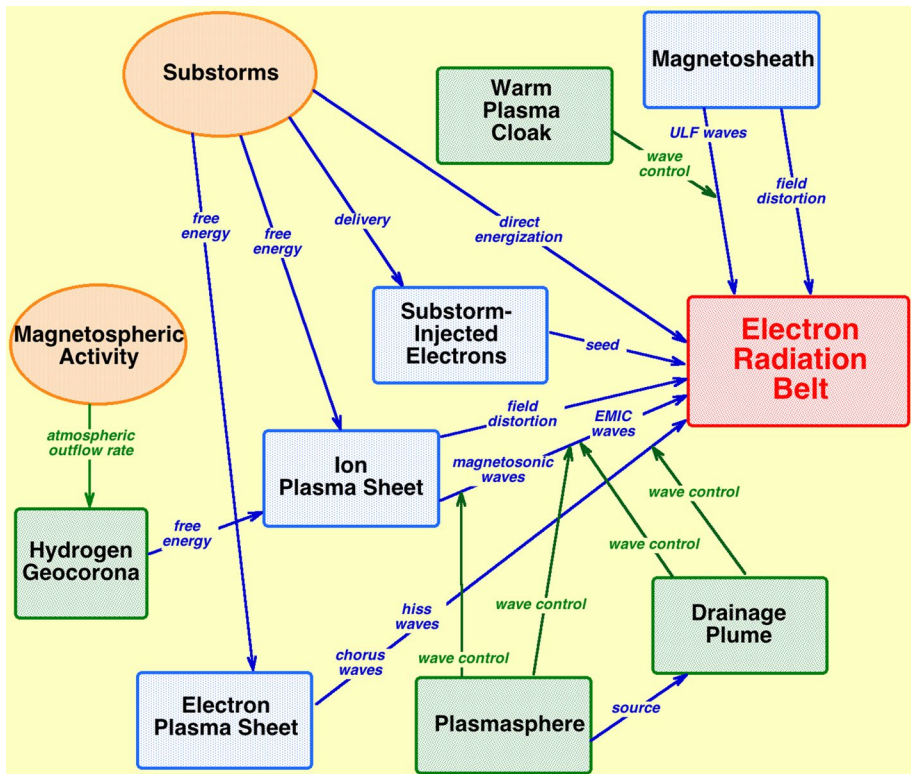 Substorms
Magnetosheath
Warm
Plasma
Cloak
ULF waves
wave
control
field
distortion
free
energy
free
energy
delivery
direct
energization
Magnetospheric
Activity
Substorm-
Injected
Electrons
seed
Electron
Radiation
Belt
atmospheric
outflow rate
field
distortion
EMIC
waves
Ion
Plasma Sheet
magnetosonic
waves
wave control
Hydrogen
Geocorona
free
energy
wave control
hiss
waves
wave control
Drainage
Plume
chorus
waves
wave control
Electron
Plasma Sheet
Plasmasphere
source